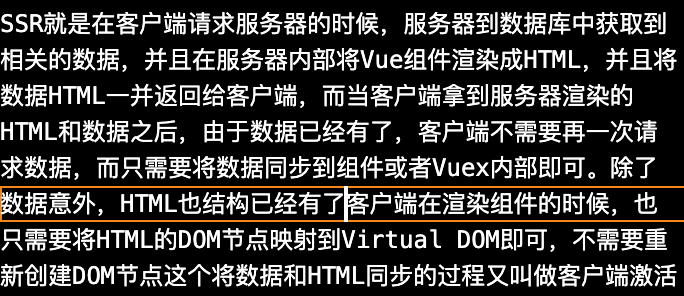 SSR就是在客户端请求服务器的时候，服务器到数据库中获取到
相关的数据，并且在服务器内部将Vue组件渲染成HTML，并且将
数据HTML一并返回给客户端，而当客户端拿到服务器渲染的
HTML和数据之后，由于数据已经有了，客户端不需要再一次请
求数据，而只需要将数据同步到组件或者Vuex内部即可。除了
数据意外，HTML也结构已经有了客户端在渲染组件的时候，也
只需要将HTML的DOM节点映射到Virtual DOM即可，不需要重
新创建DOM节点这个将数据和HTML同步的过程又叫做客户端激活